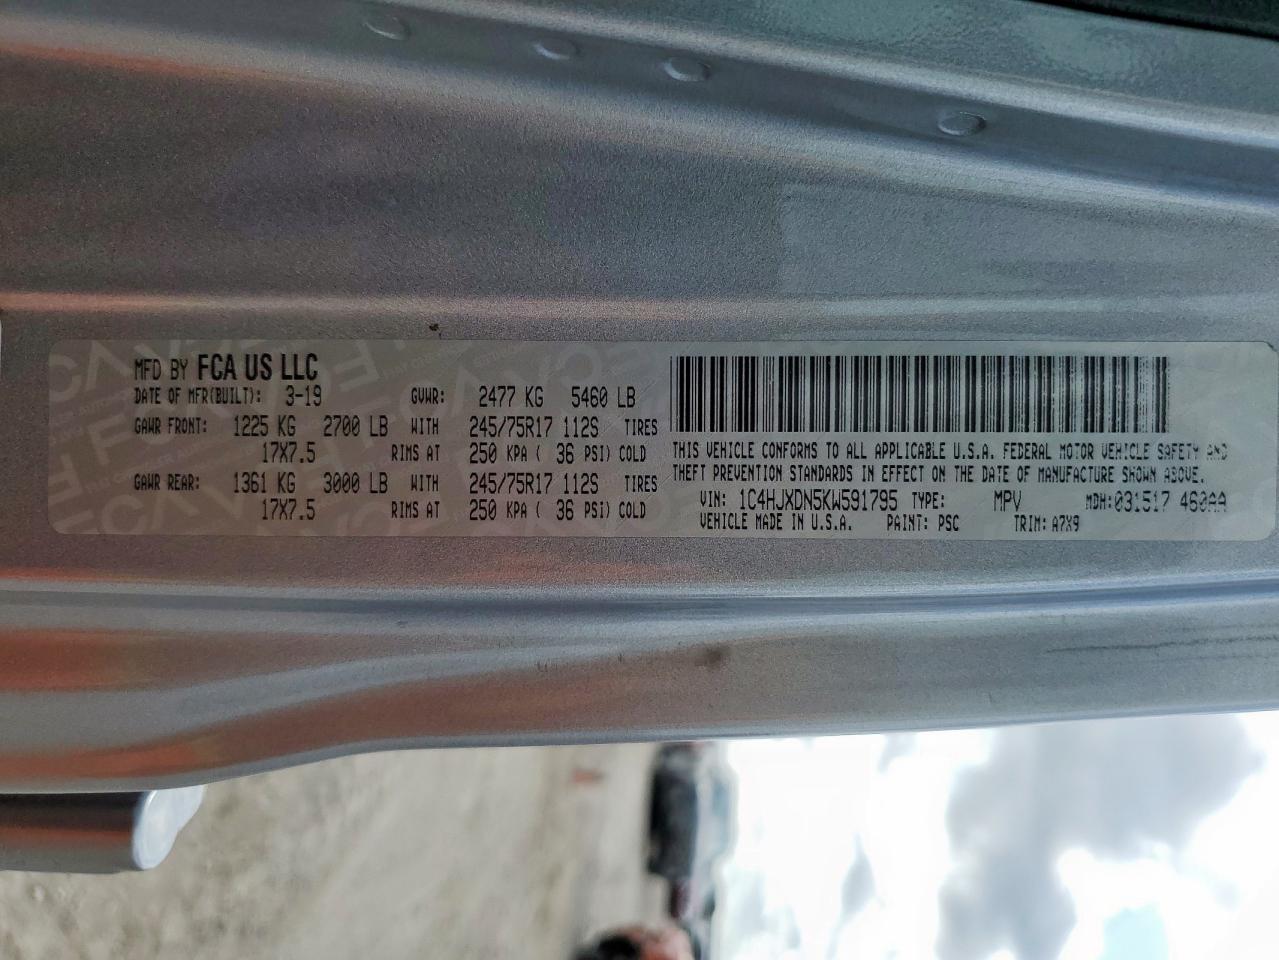 MFD BY FCA US LLC
DATE OF MFR(BUILT): 3-19 GVWR: 2477 KG 5460 LB
GAWR FRONT: 1225 KG 2700 LB WITH 245/75R17 112S TIRES
17X7.5 RIMS AT 250 KPA ( 36 PSI) COLD
GAWR REAR: 1361 KG 3000 LB WITH 245/75R17 112S TIRES
17X7.5 RIMS AT 250 KPA ( 36 PSI) COLD
THIS VEHICLE CONFORMS TO ALL APPLICABLE U.S.A. FEDERAL MOTOR VEHICLE SAFETY AND
THEFT PREVENTION STANDARDS IN EFFECT ON THE DATE OF MANUFACTURE SHOWN ABOVE.
VIN: 1C4HJXDN5KW591795 TYPE: MPV MDH: 031517 460AA
VEHICLE MADE IN U.S.A. PAINT: PSC TRIM: A7X9